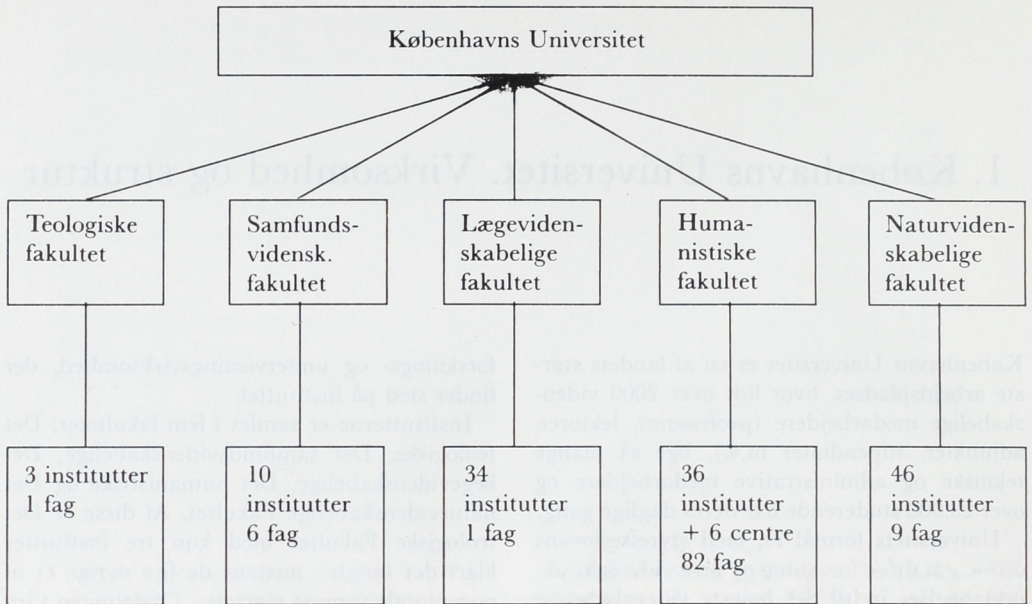 Københavns Universitet
Teologiske
fakultet
Samfunds-
vidensk.
fakultet
Lægeviden-
skabelige
fakultet
Huma-
nistiske
fakultet
Naturviden-
skabelige
fakultet
3 institutter
1 fag
10
institutter
6 fag
34
institutter
1 fag
36
institutter
+ 6 centre
82 fag
46
institutter
9 fag